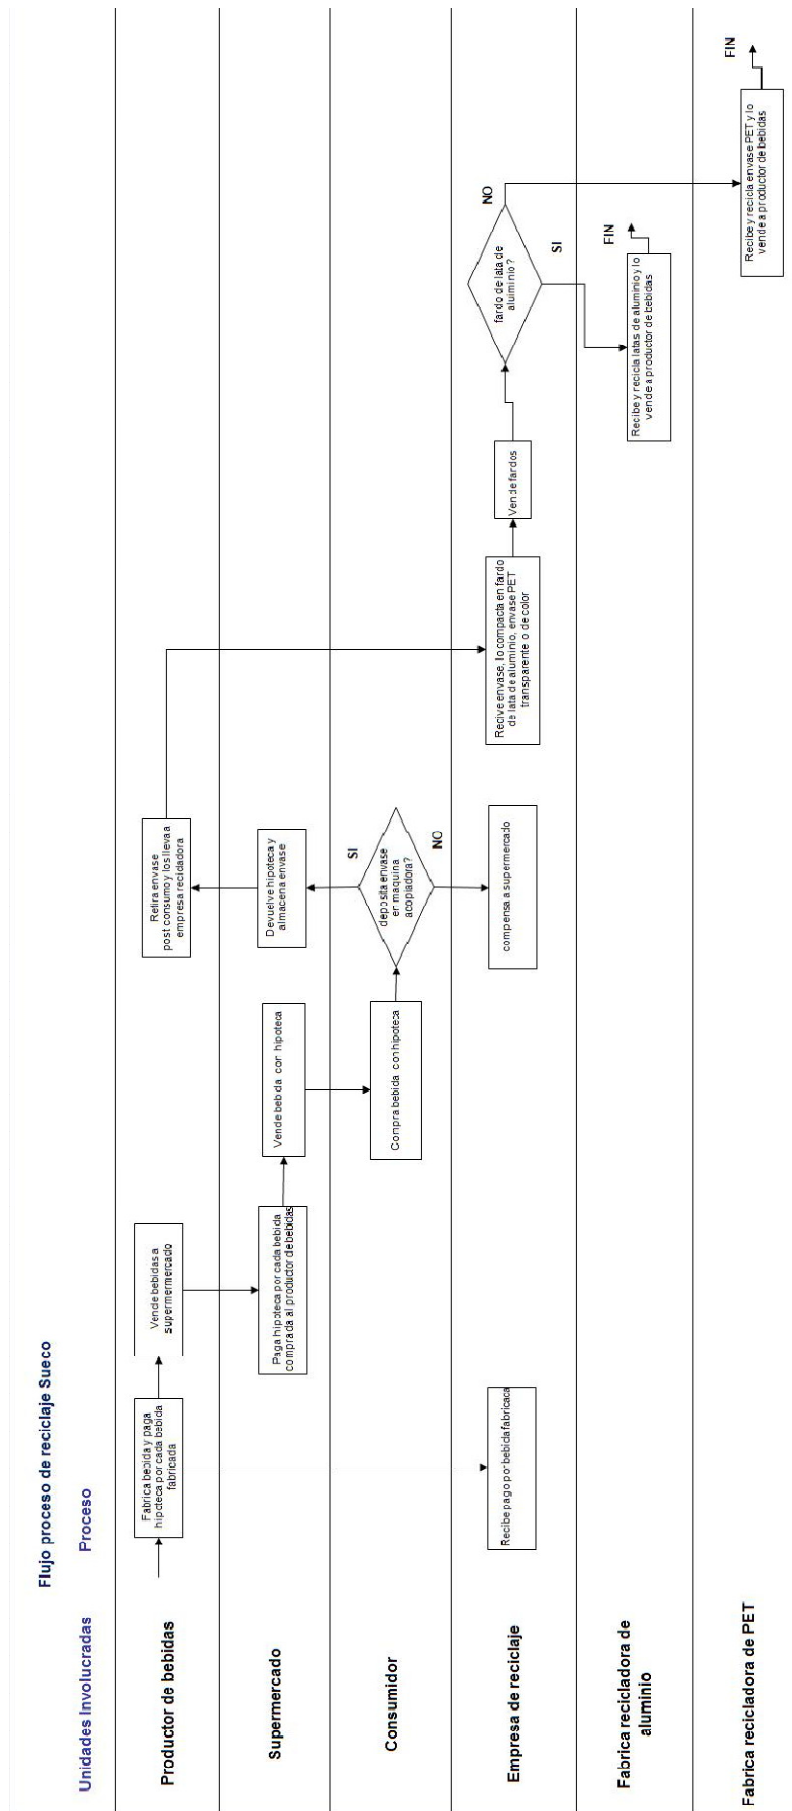 Flujo proceso de reciclaje Sueco
Unidades Involucradas
Proceso
Productor de bebidas
Fabrica bebida y paga
hipoteca por cada bebida
fabricada
Vende bebidas a
supermermercado
Retira envase
post consumo y los lleva a
empresa recicladora
Supermercado
Paga hipoteca por cada bebida
comprada al productor de bebidas
Vende bebida con hipoteca
Devuelve hipoteca y
almacena envase
Consumidor
Compra bebida con hipoteca
deposita envase
en maquina
acopladora?
SI
NO
Empresa de reciclaje
Recibe pago por bebida fabricaca
compensa a supermercado
Recive envase, lo compacta en fardo
de lata de aluminio, envase PET
transparente o de color
Vende fardos
fardo de lata de
aluiminio?
NO
SI
Fabrica recicladora de
aluminio
Recibe y recicla latas de aluminio y lo
vende a productor de bebidas
FIN
Fabrica recicladora de PET
Recibe y recicla envase PET y lo
vende a productor de bebidas
FIN